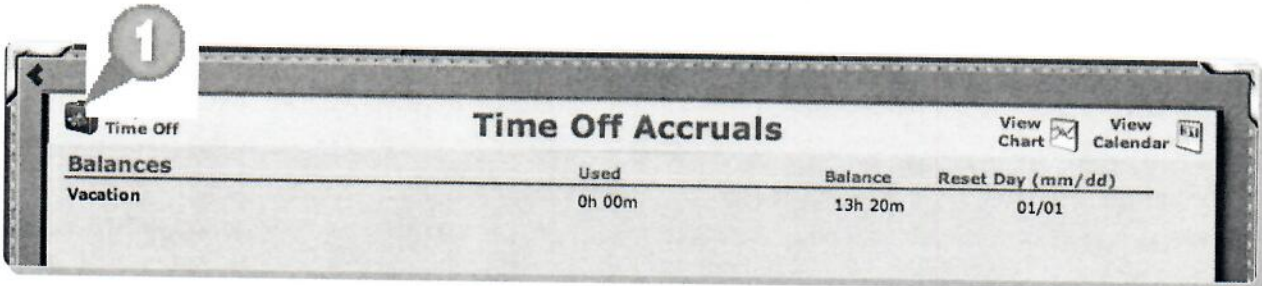 1
Time Off
Time Off Accruals
View Chart
View Calendar
Balances Used Balance Reset Day (mm/dd)
Vacation 0h 00m 13h 20m 01/01